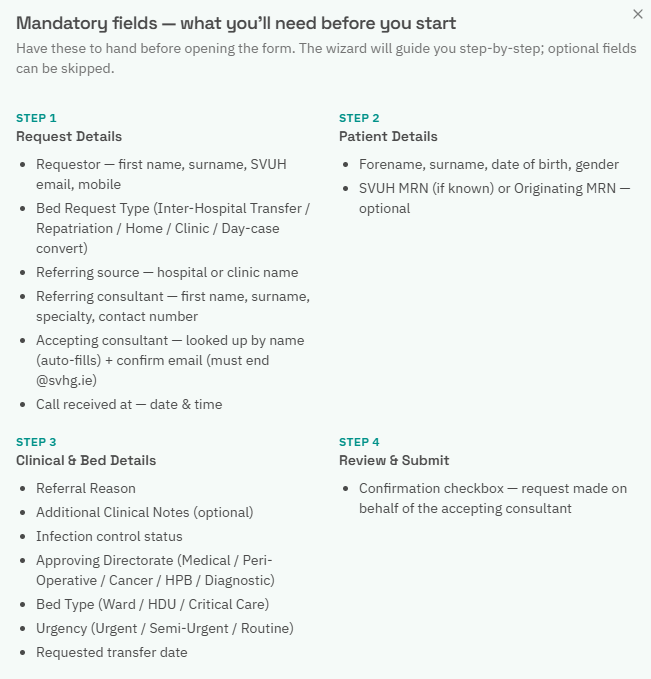 Mandatory fields — what you'll need before you start
Have these to hand before opening the form. The wizard will guide you step-by-step; optional fields
can be skipped.
STEP 1
Request Details
• Requestor — first name, surname, SVUH
email, mobile
• Bed Request Type (Inter-Hospital Transfer /
Repatriation / Home / Clinic / Day-case
convert)
• Referring source — hospital or clinic name
• Referring consultant — first name, surname,
specialty, contact number
• Accepting consultant — looked up by name
(auto-fills) + confirm email (must end
@svhg.ie)
• Call received at — date & time
STEP 2
Patient Details
• Forename, surname, date of birth, gender
• SVUH MRN (if known) or Originating MRN —
optional
STEP 3
Clinical & Bed Details
• Referral Reason
• Additional Clinical Notes (optional)
• Infection control status
• Approving Directorate (Medical / Peri-
Operative / Cancer / HPB / Diagnostic)
• Bed Type (Ward / HDU / Critical Care)
• Urgency (Urgent / Semi-Urgent / Routine)
• Requested transfer date
STEP 4
Review & Submit
• Confirmation checkbox — request made on
behalf of the accepting consultant